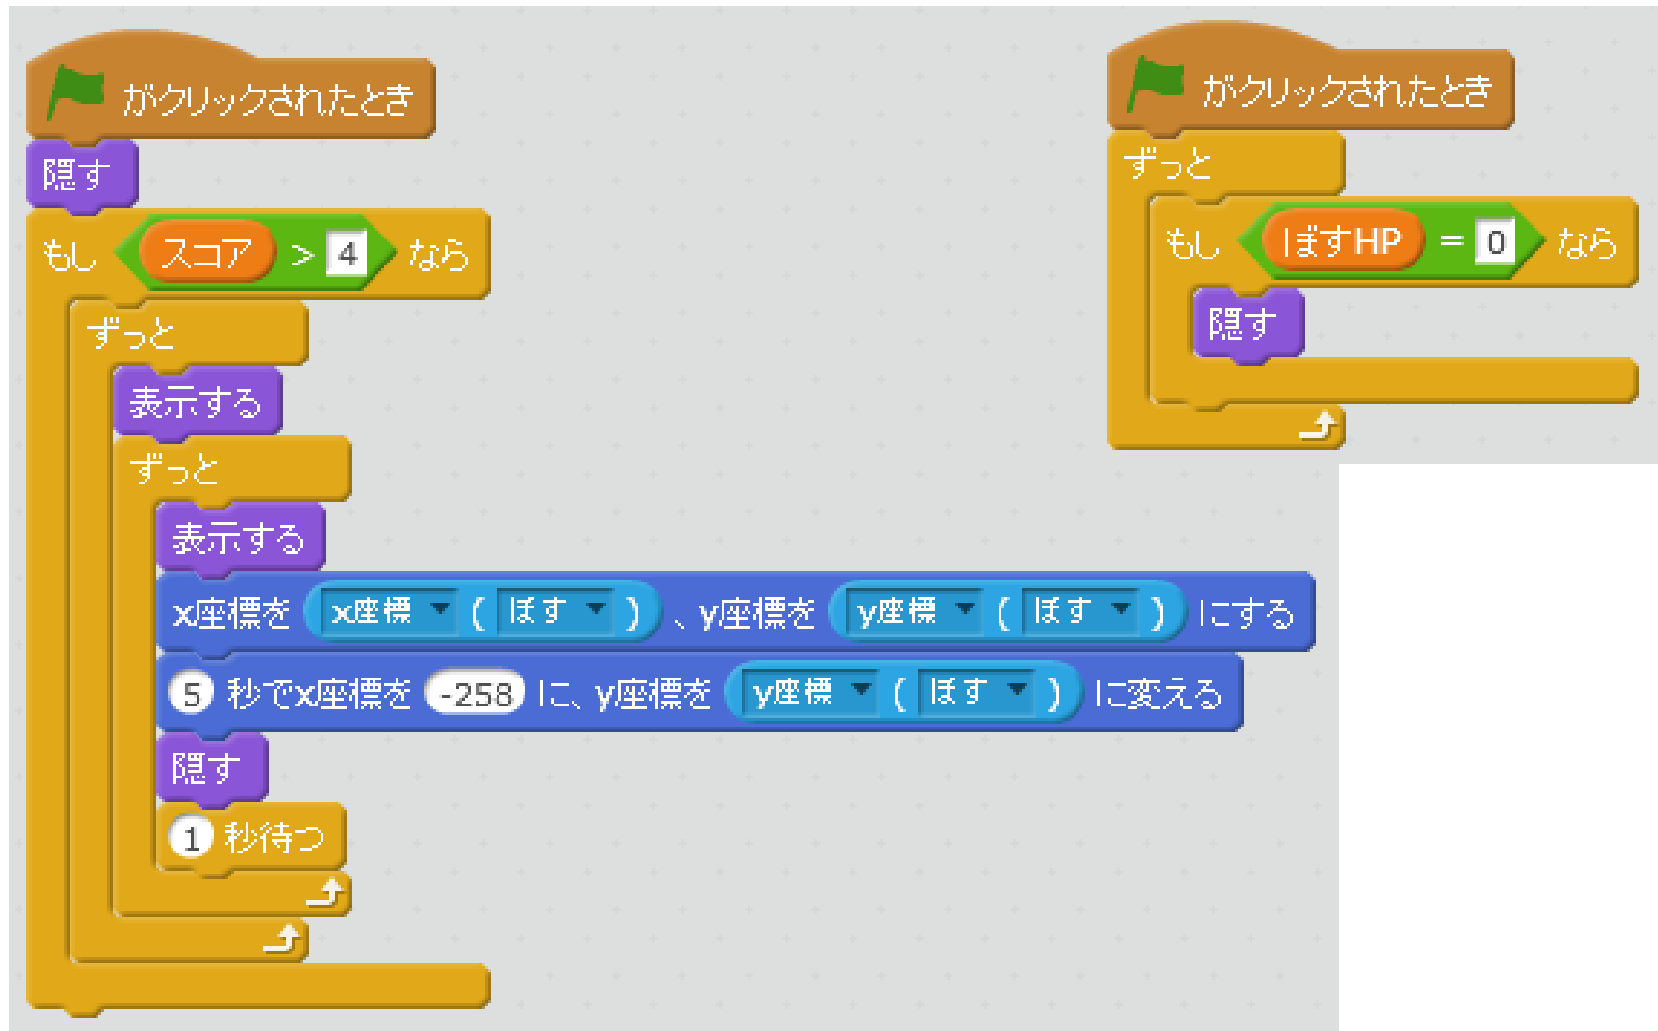 がクリックされたとき
隠す
もし スコア > 4 なら
ずっと
表示する
ずっと
表示する
x座標を x座標 ( ぼす ) 、y座標を y座標 ( ぼす ) にする
5 秒でx座標を -258 に、y座標を y座標 ( ぼす ) に変える
隠す
1 秒待つ
がクリックされたとき
ずっと
もし ぼすHP = 0 なら
隠す